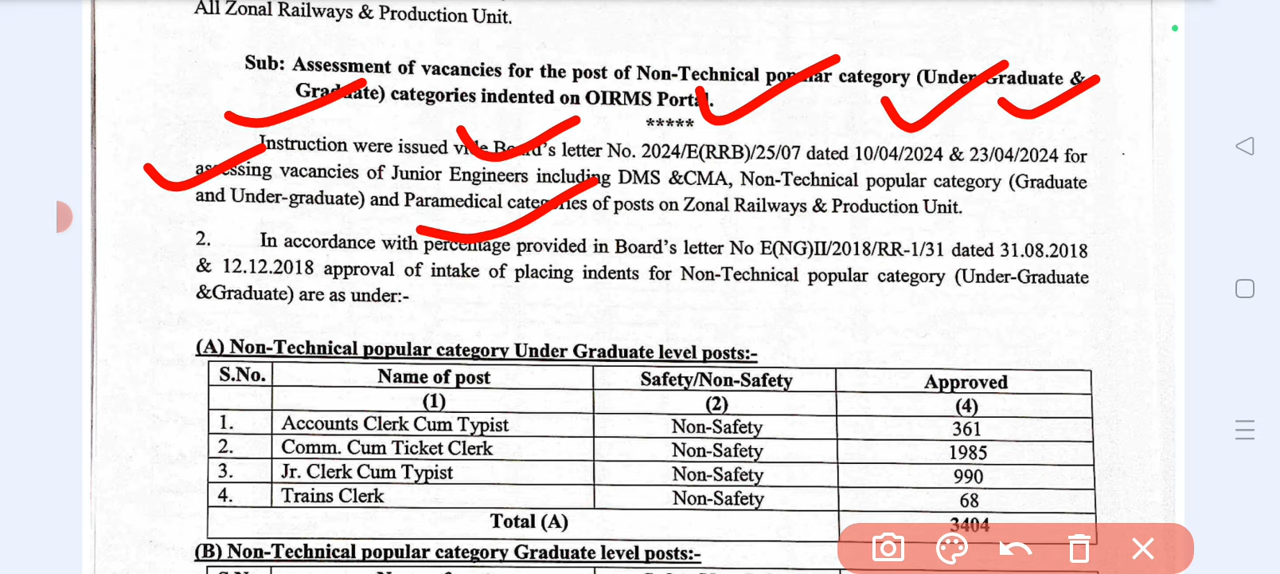 All Zonal Railways & Production Unit.
Sub: Assessment of vacancies for the post of Non-Technical popular category (Under Graduate &
Graduate) categories indented on OIRMS Portal.
*****
Instruction were issued vide Board's letter No. 2024/E(RRB)/25/07 dated 10/04/2024 & 23/04/2024 for
assessing vacancies of Junior Engineers including DMS &CMA, Non-Technical popular category (Graduate
and Under-graduate) and Paramedical categories of posts on Zonal Railways & Production Unit.
2. In accordance with percentage provided in Board's letter No E(NG)II/2018/RR-1/31 dated 31.08.2018
& 12.12.2018 approval of intake of placing indents for Non-Technical popular category (Under-Graduate
&Graduate) are as under:-
(A) Non-Technical popular category Under Graduate level posts:-
S.No. Name of post Safety/Non-Safety Approved
(1) (2) (4)
1. Accounts Clerk Cum Typist Non-Safety 361
2. Comm. Cum Ticket Clerk Non-Safety 1985
3. Jr. Clerk Cum Typist Non-Safety 990
4. Trains Clerk Non-Safety 68
Total (A) 3404
(B) Non-Technical popular category Graduate level posts:-